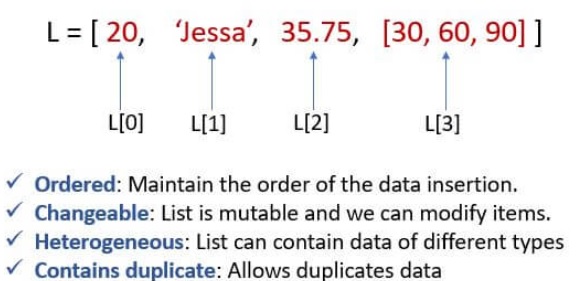 L = [ 20, ‘Jessa’, 35.75, [30, 60, 90] ]
L[0] L[1] L[2] L[3]
✓ Ordered: Maintain the order of the data insertion.
✓ Changeable: List is mutable and we can modify items.
✓ Heterogeneous: List can contain data of different types
✓ Contains duplicate: Allows duplicates data